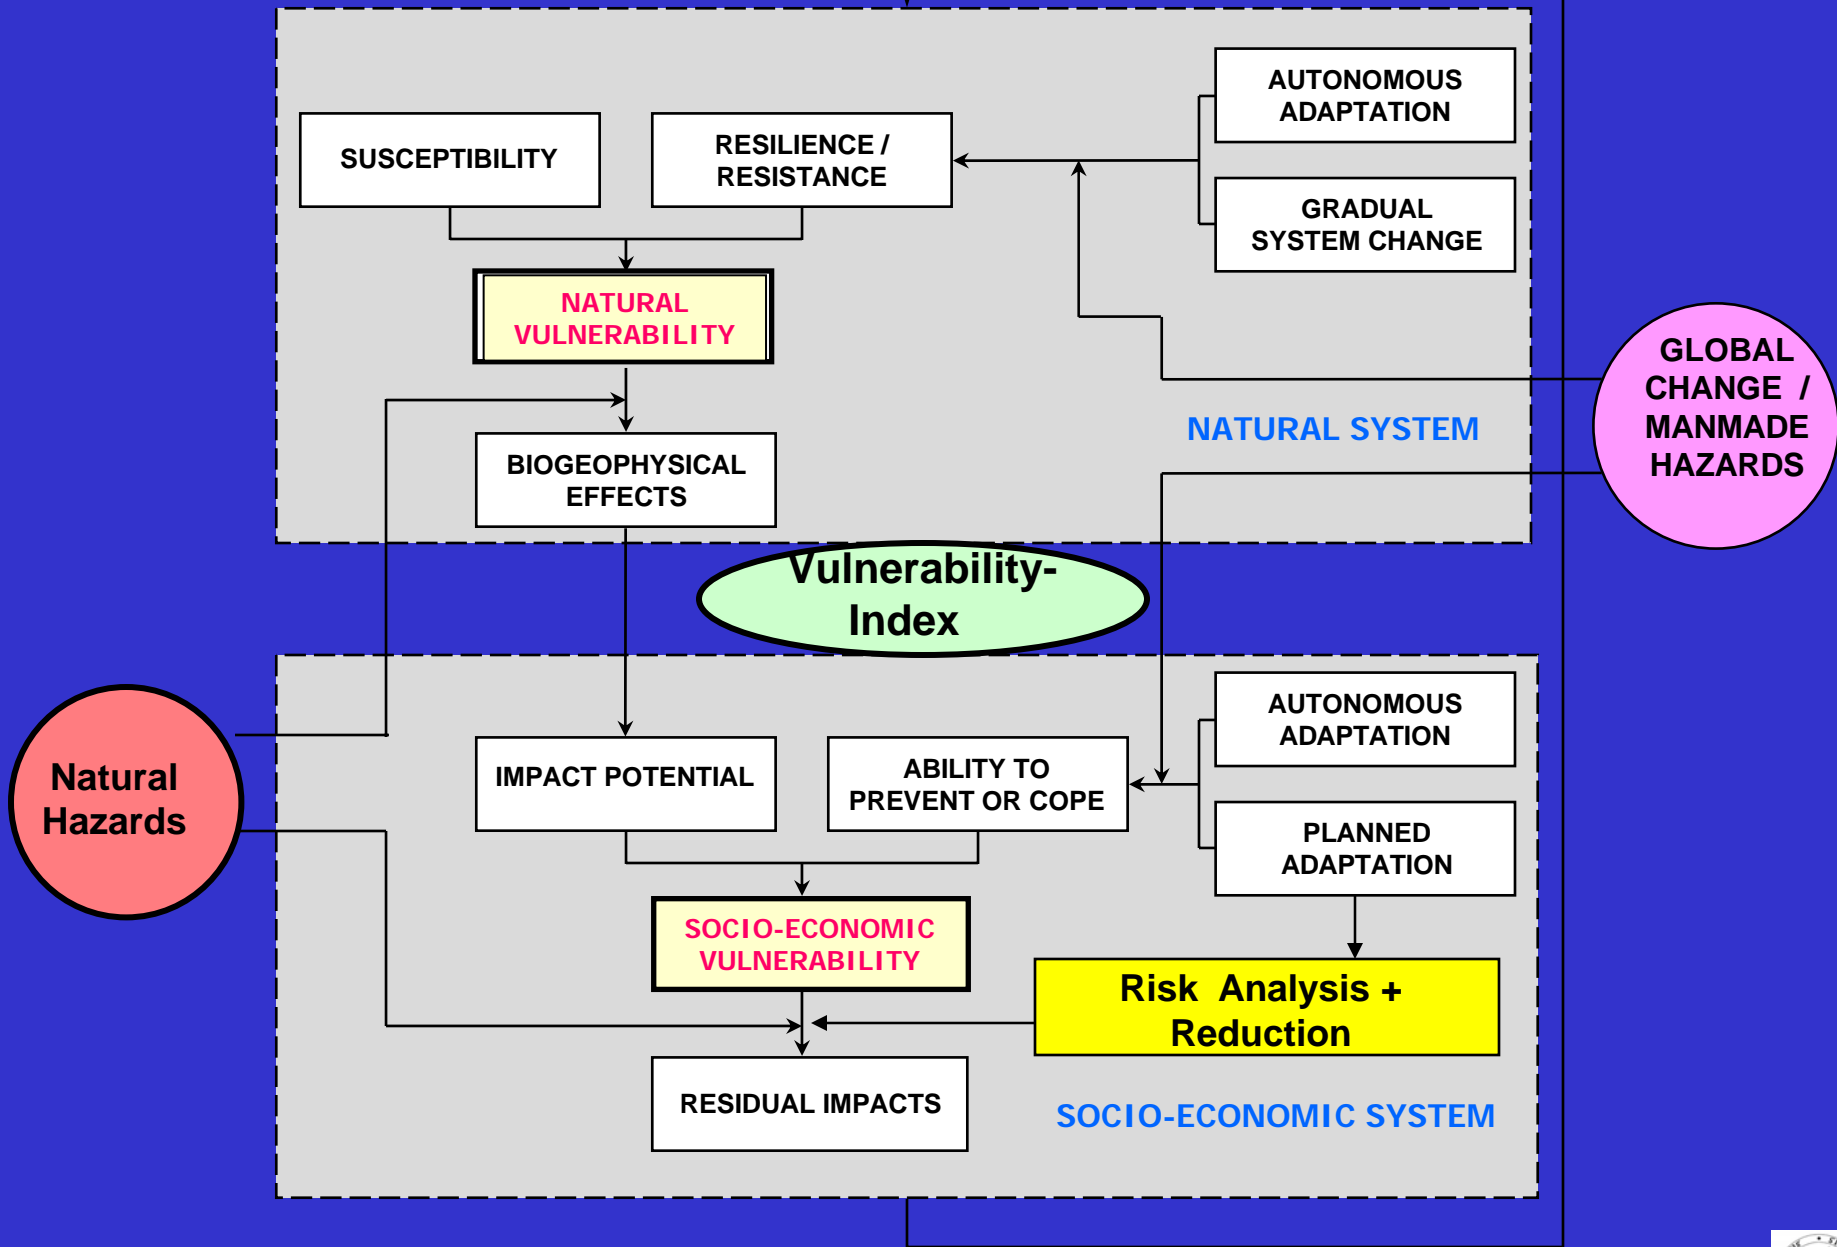 AUTONOMOUS
ADAPTATION
SUSCEPTIBILITY
RESILIENCE /
RESISTANCE
GRADUAL
SYSTEM CHANGE
NATURAL
VULNERABILITY
GLOBAL
CHANGE /
MANMADE
HAZARDS
NATURAL SYSTEM
BIOGEOPHYSICAL
EFFECTS
Vulnerability-
Index
AUTONOMOUS
ADAPTATION
Natural
Hazards
IMPACT POTENTIAL
ABILITY TO
PREVENT OR COPE
PLANNED
ADAPTATION
SOCIO-ECONOMIC
VULNERABILITY
Risk Analysis +
Reduction
RESIDUAL IMPACTS
SOCIO-ECONOMIC SYSTEM